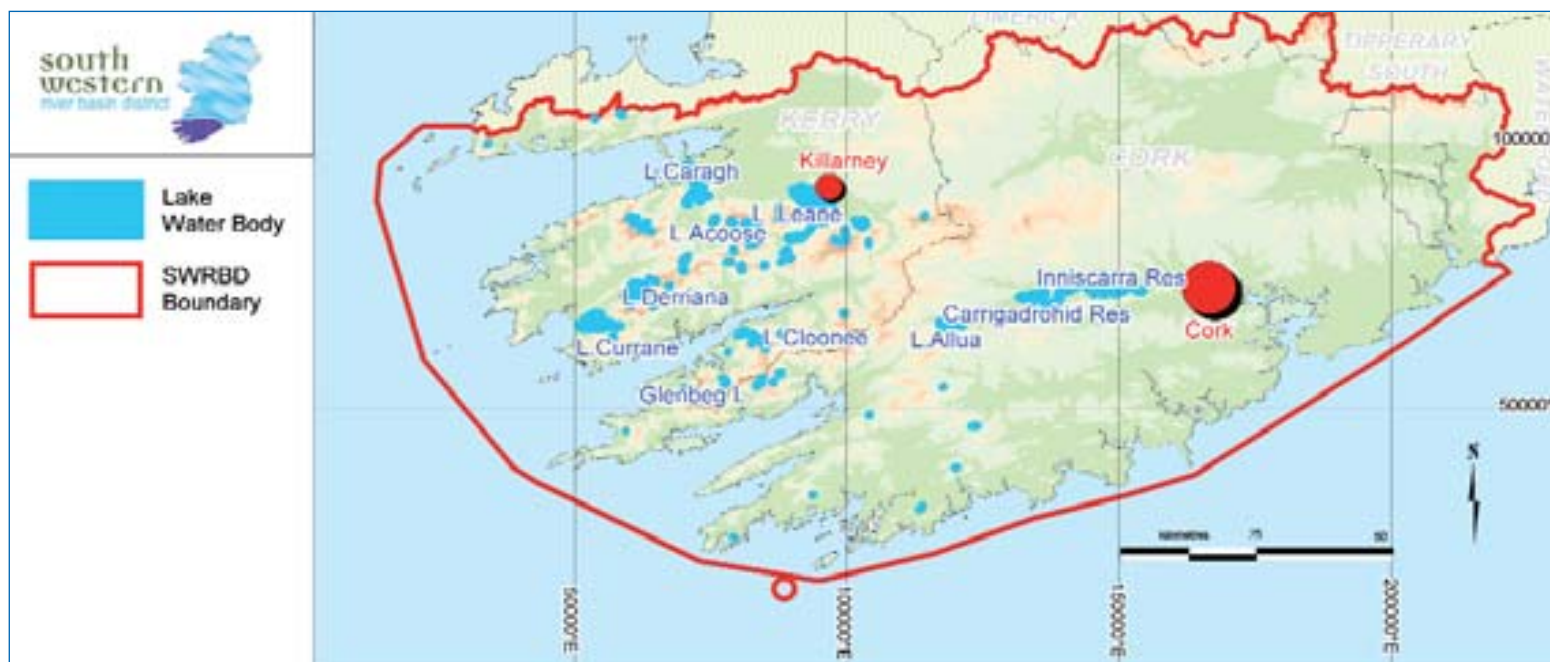 south
western
river basin district
Lake
Water Body
SWRBD
Boundary
LIMERICK
TIPPERARY
SOUTH
KERRY
CORK
Killarney
L.Caragh
L. Leane
L.Acoose
L.Derriana
L.Currane
L.Cloonee
Glenbeg L
L.Allua
Inniscarra Res
Carrigadrohid Res
Cork
100000°
50000°
S
kilometres
50
50000°E
100000°E
150000°E
200000°E